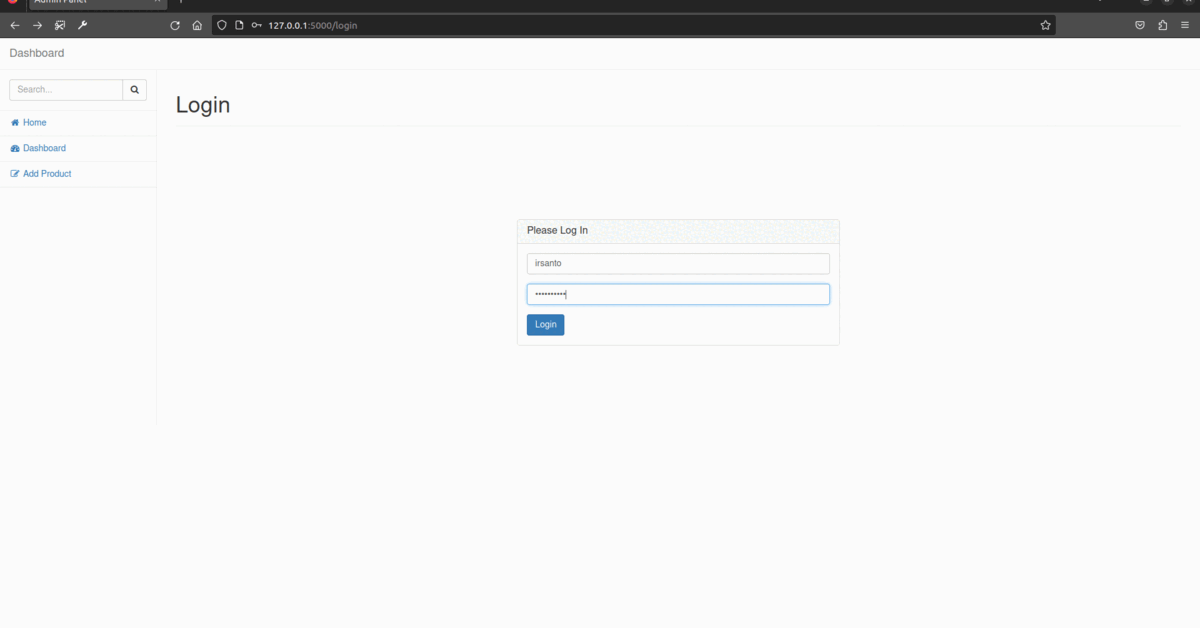 Admin Panel
127.0.0.1:5000/login
Dashboard
Search...
Home
Dashboard
Add Product
Login
Please Log In
irsanto
••••••••••
Login